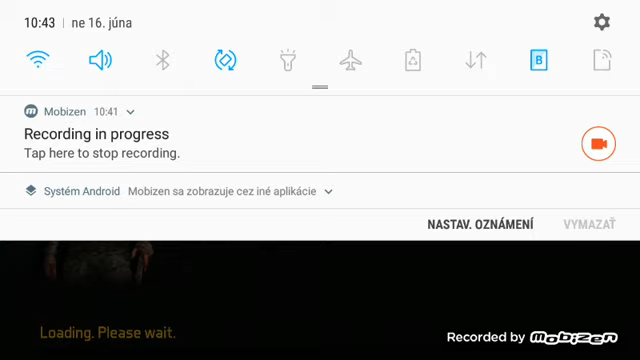 10:43 | ne 16. júna
B
m Mobizen 10:41
Recording in progress
Tap here to stop recording.
Systém Android Mobizen sa zobrazuje cez iné aplikácie
NASTAV. OZNÁMENÍ VYMAZAŤ
Loading. Please wait.
Recorded by mobizen